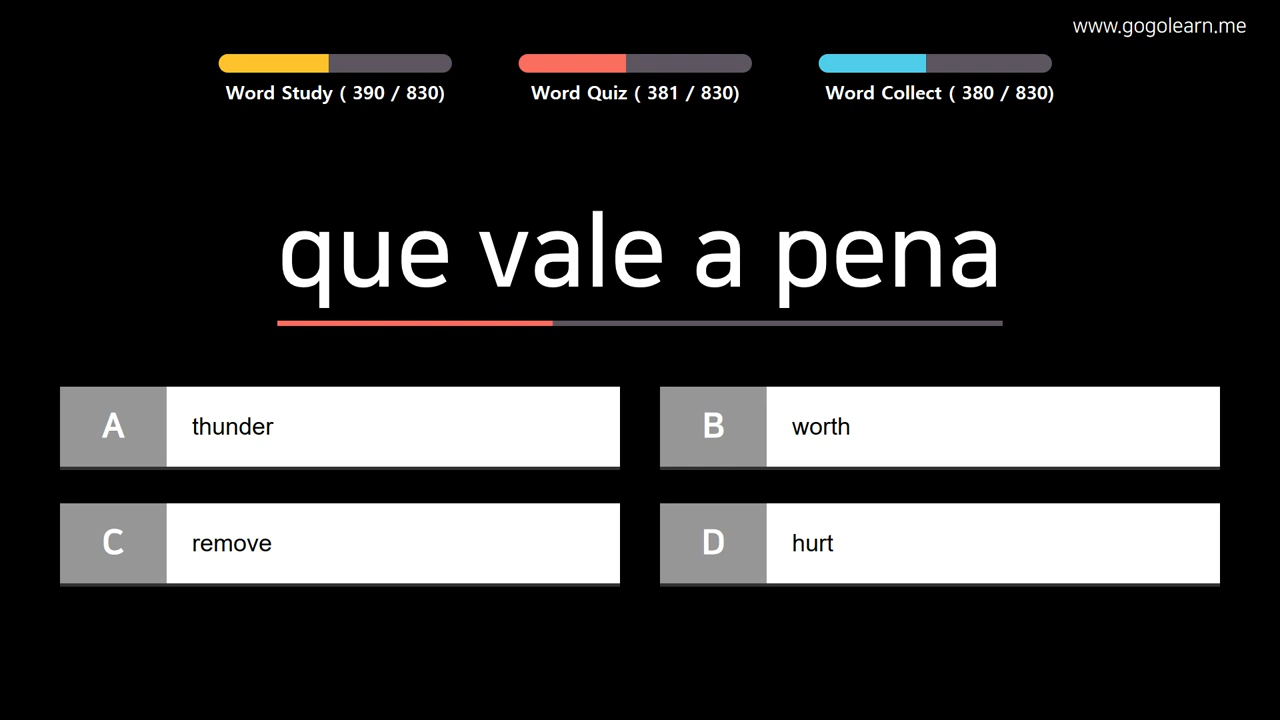 www.gogolearn.me
Word Study ( 390 / 830)
Word Quiz ( 381 / 830)
Word Collect ( 380 / 830)
que vale a pena
A thunder
B worth
C remove
D hurt